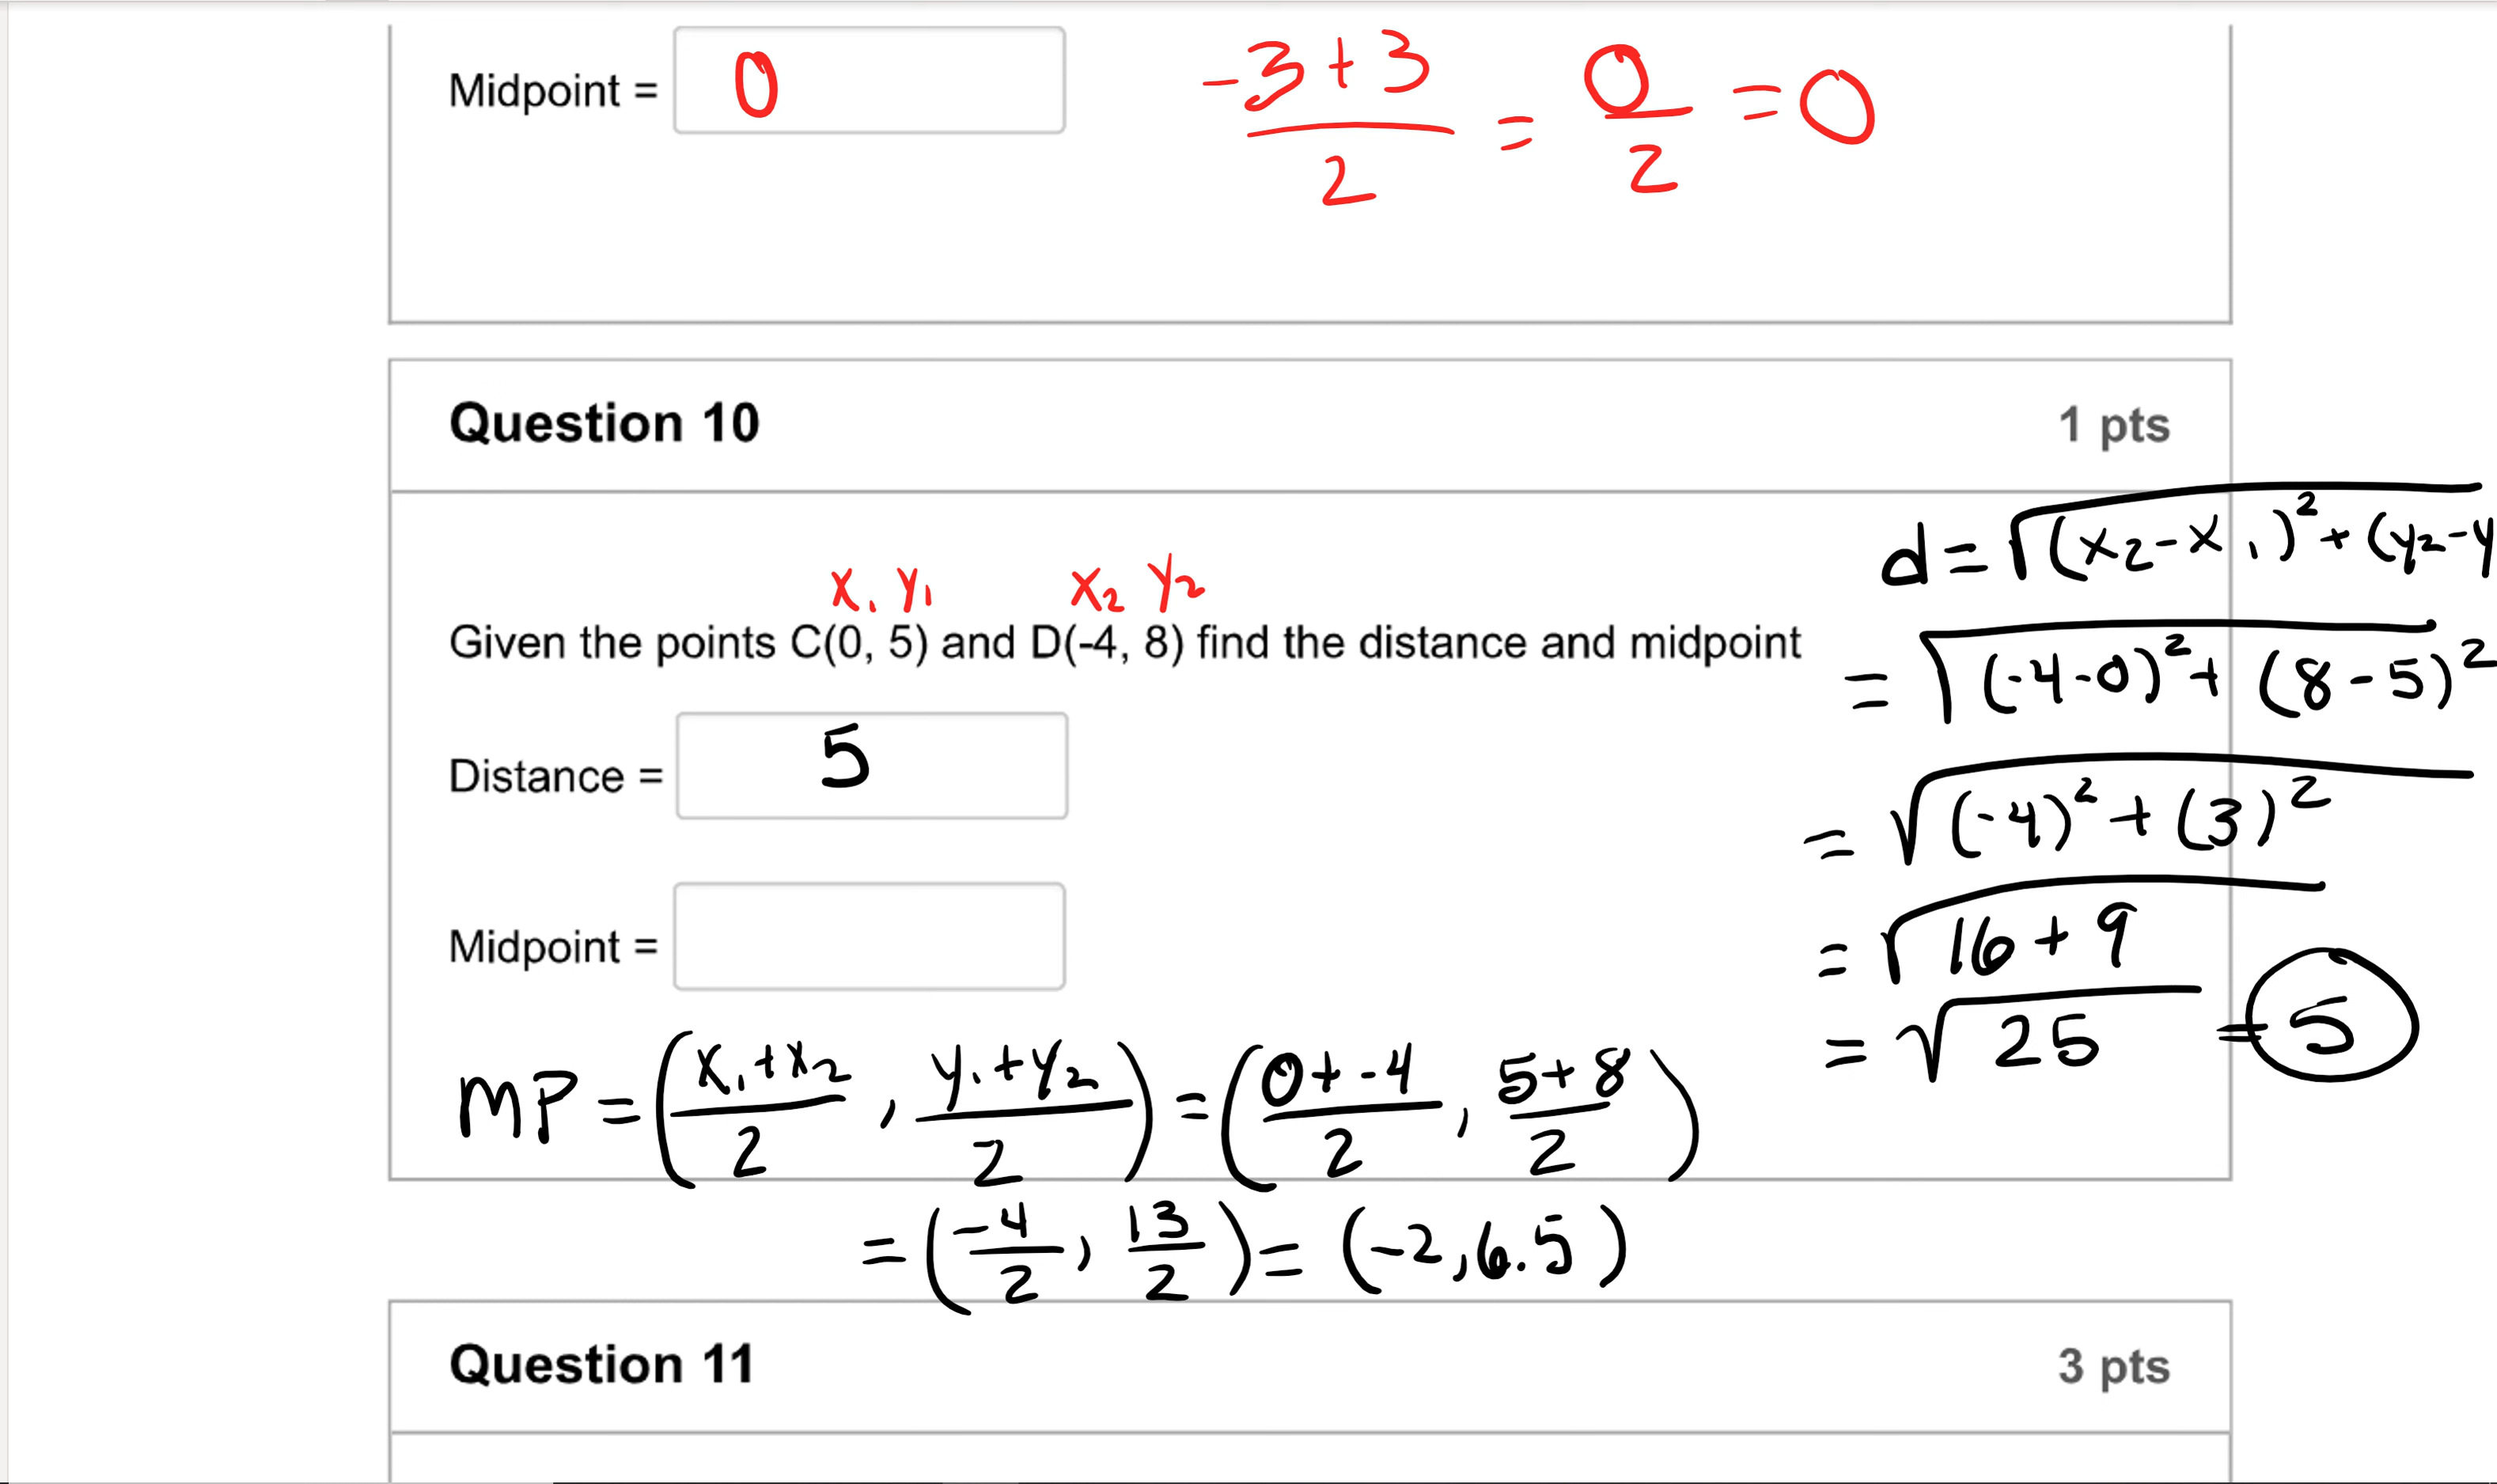 Midpoint = 0
-3+3/2 = 0/2 = 0
Question 10
1 pts
x₁ y₁ x₂ y₂
Given the points C(0, 5) and D(-4, 8) find the distance and midpoint
Distance = 5
Midpoint =
d = √(x₂-x₁)² + (y₂-y
= √(-4-0)² + (8-5)²
= √(-4)² + (3)²
= √16+9
= √25 = 5
MP = (x₁+x₂/2, y₁+y₂/2) = (0+-4/2, 5+8/2)
= (-4/2, 13/2) = (-2, 6.5)
Question 11
3 pts